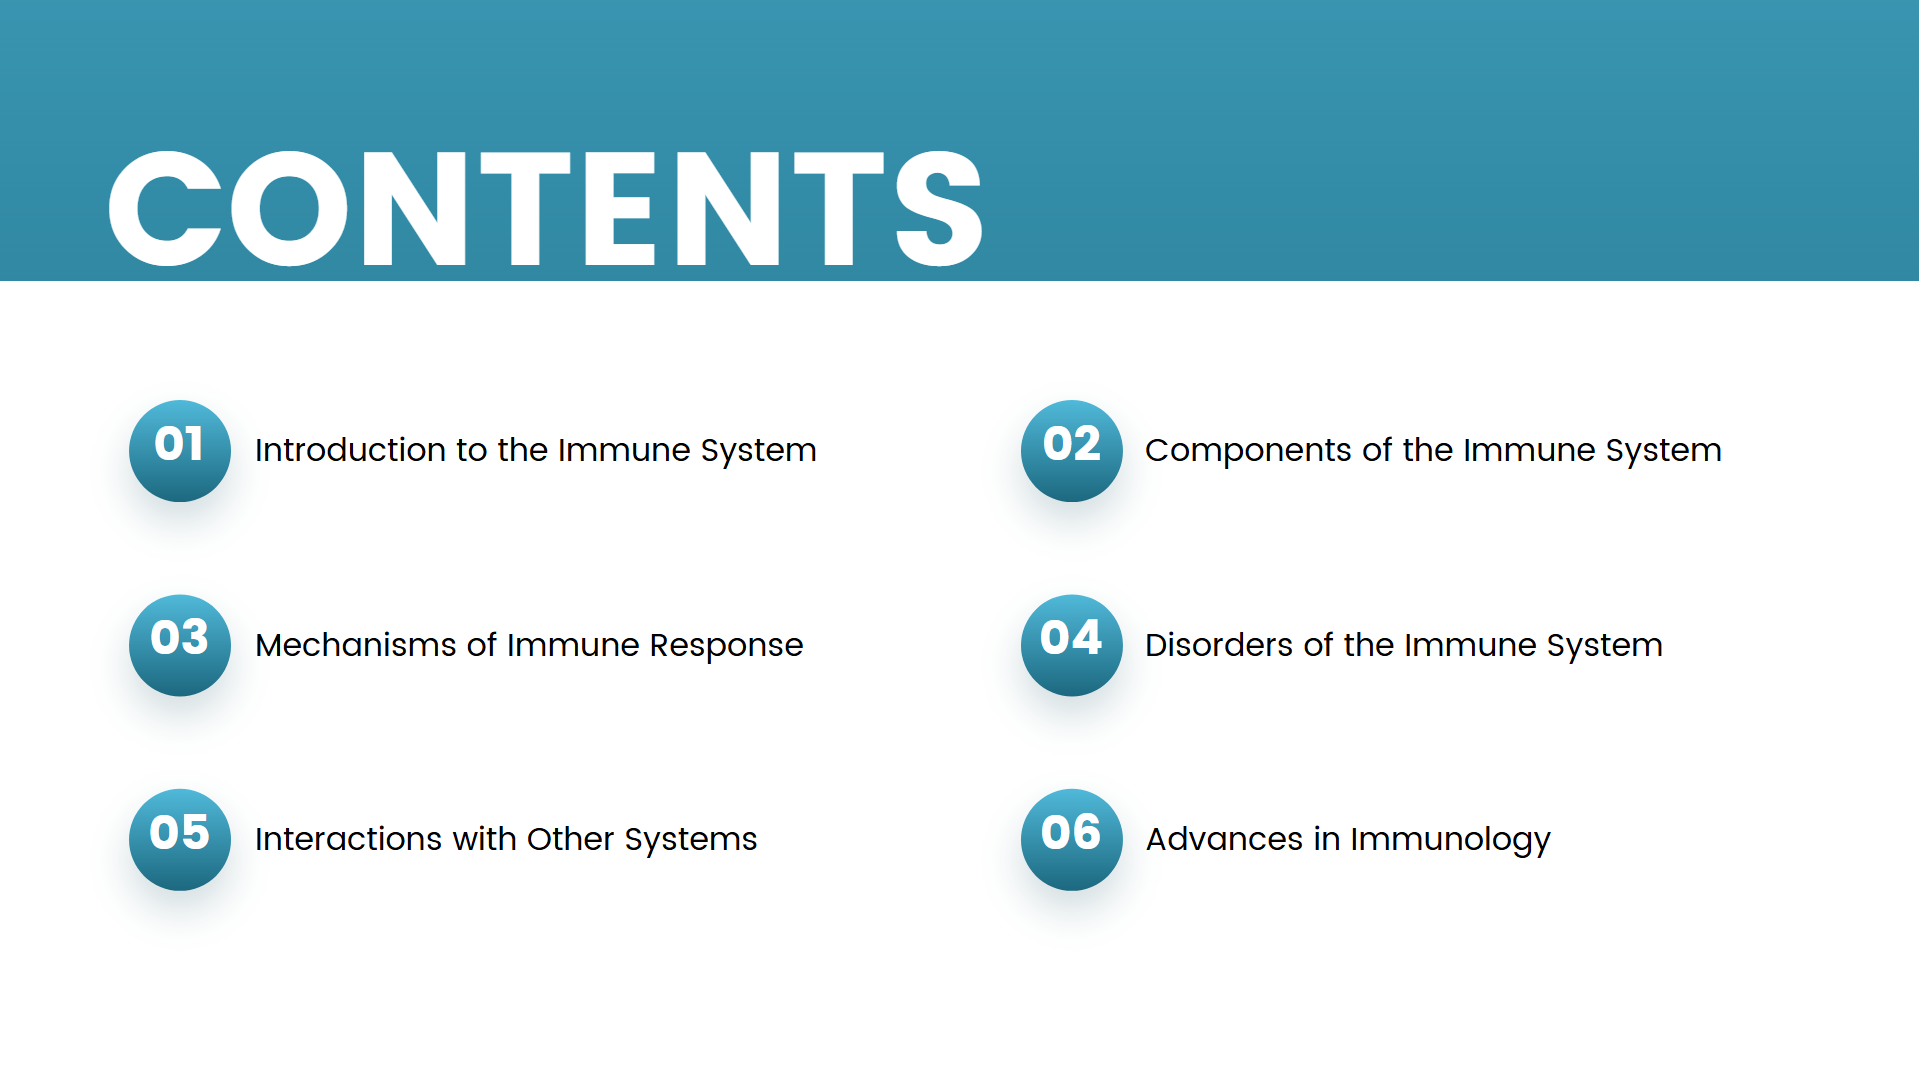 CONTENTS
01 Introduction to the Immune System
02 Components of the Immune System
03 Mechanisms of Immune Response
04 Disorders of the Immune System
05 Interactions with Other Systems
06 Advances in Immunology